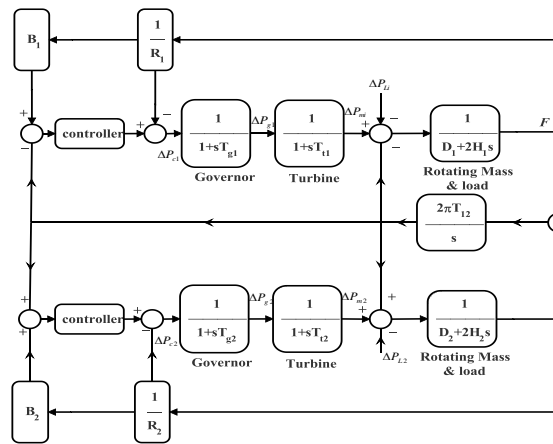 B1
1
R1
ΔPLi
+
−
−
controller
+
−
ΔPc1
1
1+sTg1
Governor
ΔPg1
1
1+sTt1
Turbine
ΔPmi
+
−
−
1
D1+2H1s
Rotating Mass
& load
F
2πT12
s
+
+
controller
+
−
ΔPc2
1
1+sTg2
Governor
ΔPg2
1
1+sTt2
Turbine
ΔPm2
+
+
−
ΔPL2
1
D2+2H2s
Rotating Mass
& load
B2
1
R2